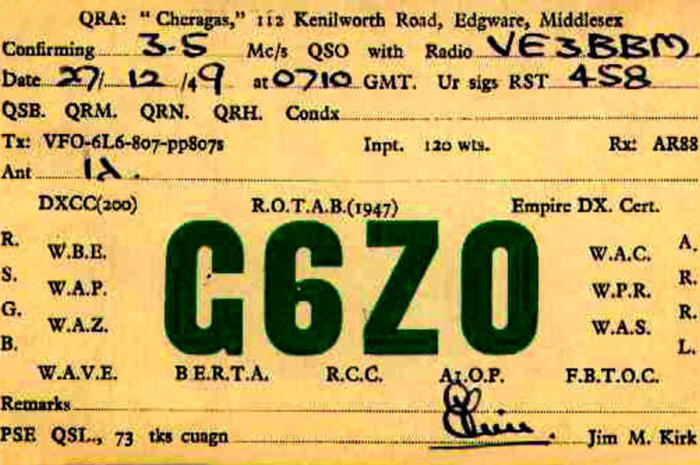 QRA: "Cheragas," 112 Kenilworth Road, Edgware, Middlesex
Confirming 3-5 Mc/s QSO with Radio VE3BBM.
Date 27/12/49 at 0710 GMT. Ur sigs RST 458
QSB. QRM. QRN. QRH. Condx
Tx: VFO-6L6-807-pp807s Inpt. 120 wts. Rx: AR88
Ant 1λ.
DXCC(200) R.O.T.A.B.(1947) Empire DX. Cert.
R. S. G. B.
W.B.E.
W.A.P.
W.A.Z.
G6ZO
W.A.C.
W.P.R.
W.A.S.
A. R. R. L.
W.A.V.E. B.E.R.T.A. R.C.C. A1.O.P. F.B.T.O.C.
Remarks
PSE QSL., 73 tks cuagn Jim M. Kirk